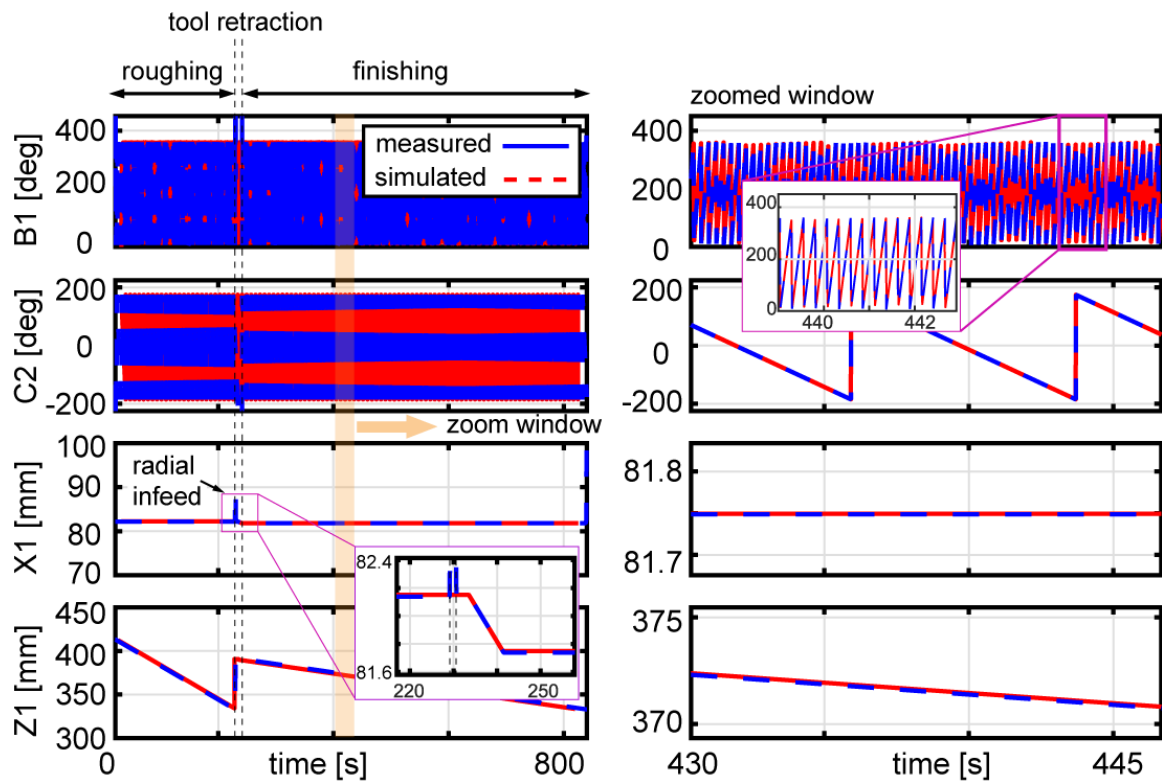 tool retraction
roughing
finishing
zoomed window
B1 [deg]
400
200
0
measured
simulated
400
200
0
400
200
0
440
442
C2 [deg]
200
0
-200
zoom window
200
0
-200
X1 [mm]
100
90
80
70
radial
infeed
82.4
81.6
220
250
81.8
81.7
Z1 [mm]
450
400
350
300
375
370
0
time [s]
800
430
time [s]
445